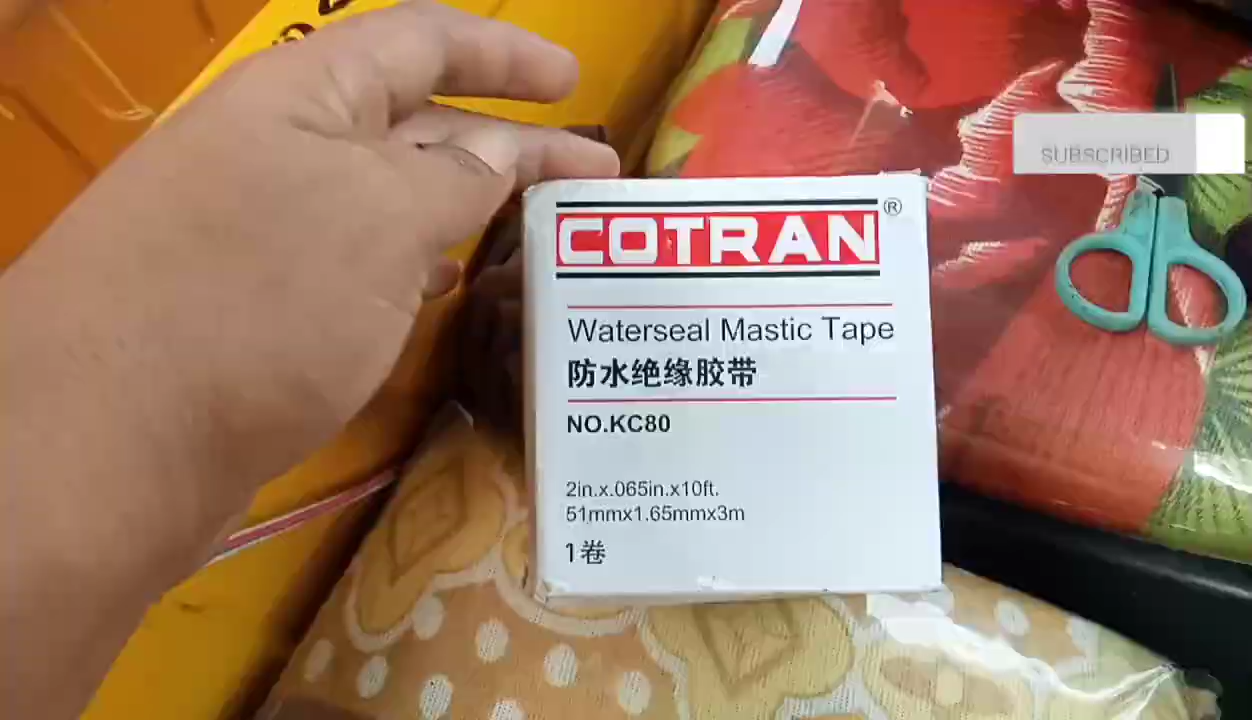 COTRAN®
Waterseal Mastic Tape
防水绝缘胶带
NO.KC80
2in.x.065in.x10ft.
51mmx1.65mmx3m
1卷
SUBSCRIBED